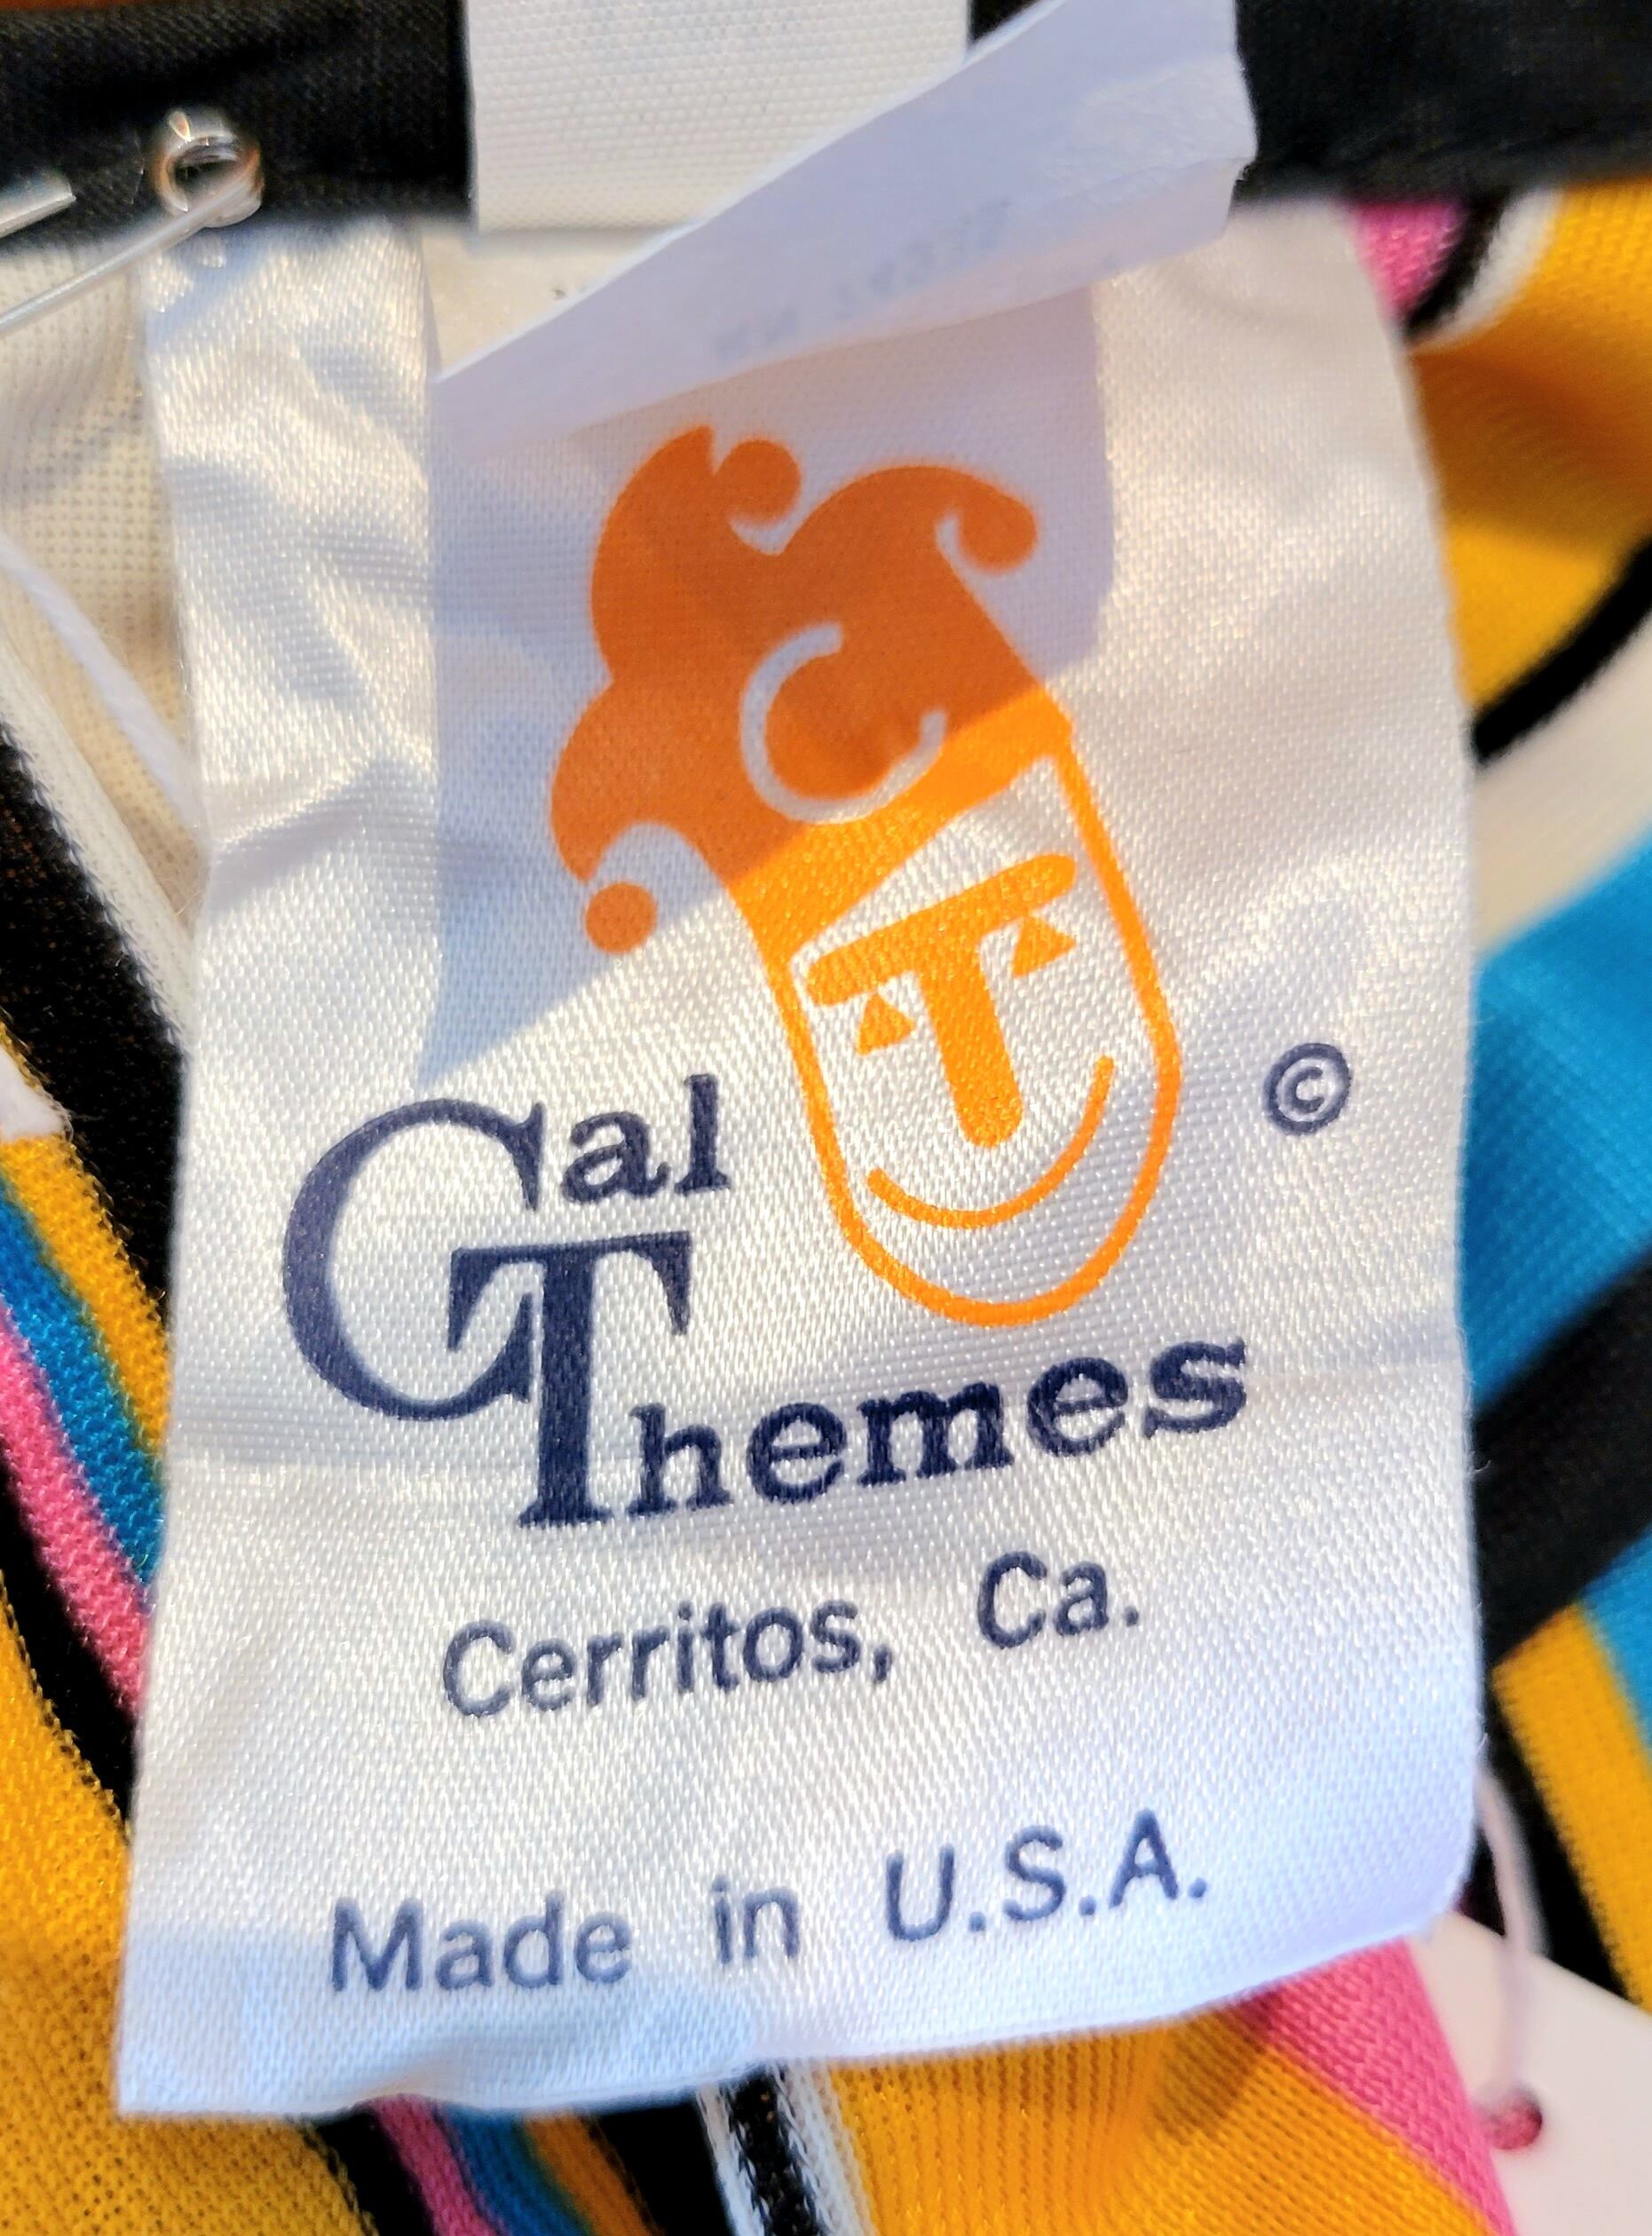 C
T
©
Cal
Themes
Cerritos, Ca.
Made in U.S.A.